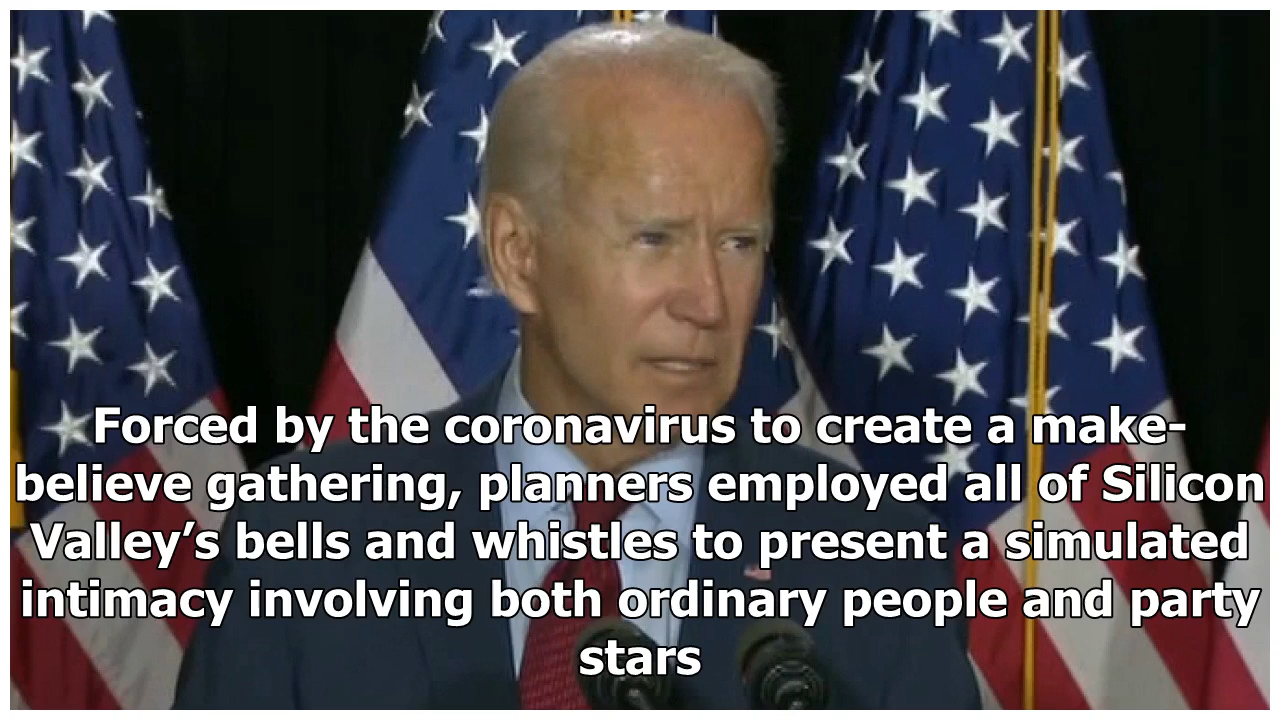 Forced by the coronavirus to create a make-
believe gathering, planners employed all of Silicon
Valley’s bells and whistles to present a simulated
intimacy involving both ordinary people and party
stars